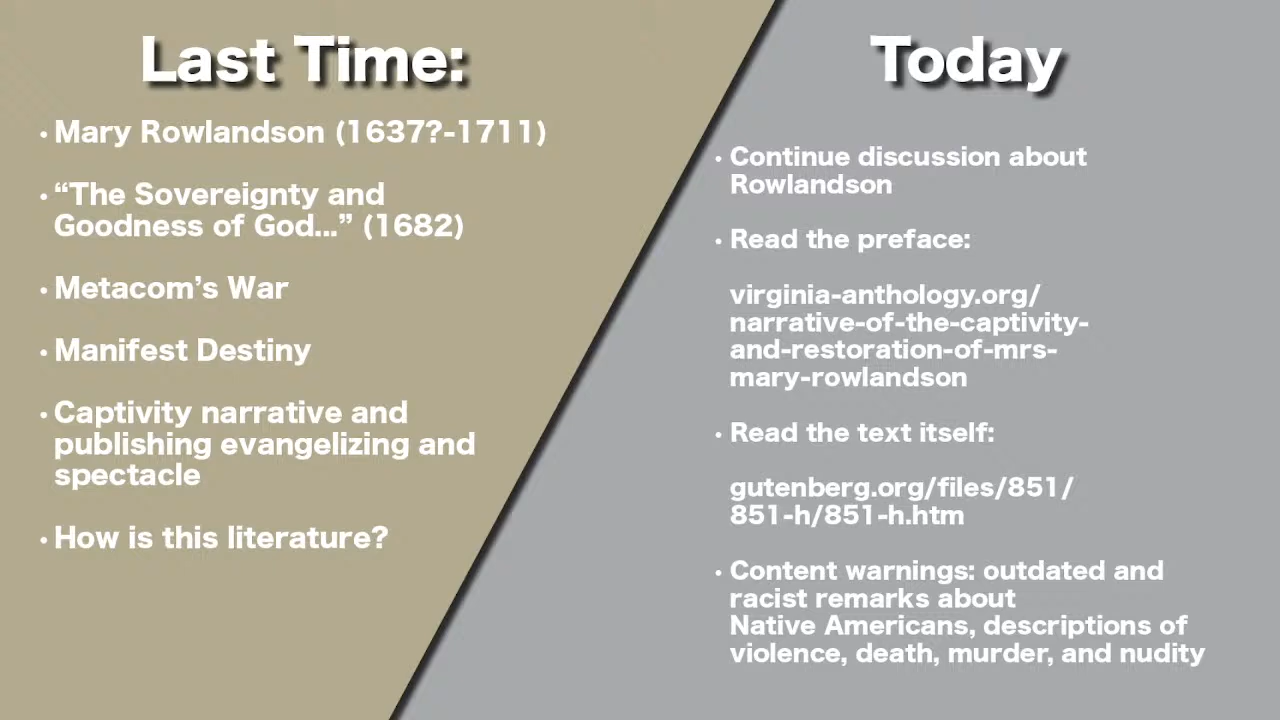 Last Time:
• Mary Rowlandson (1637?-1711)
• “The Sovereignty and
Goodness of God...” (1682)
• Metacom’s War
• Manifest Destiny
• Captivity narrative and
publishing evangelizing and
spectacle
• How is this literature?
Today
• Continue discussion about
Rowlandson
• Read the preface:
virginia-anthology.org/
narrative-of-the-captivity-
and-restoration-of-mrs-
mary-rowlandson
• Read the text itself:
gutenberg.org/files/851/
851-h/851-h.htm
• Content warnings: outdated and
racist remarks about
Native Americans, descriptions of
violence, death, murder, and nudity